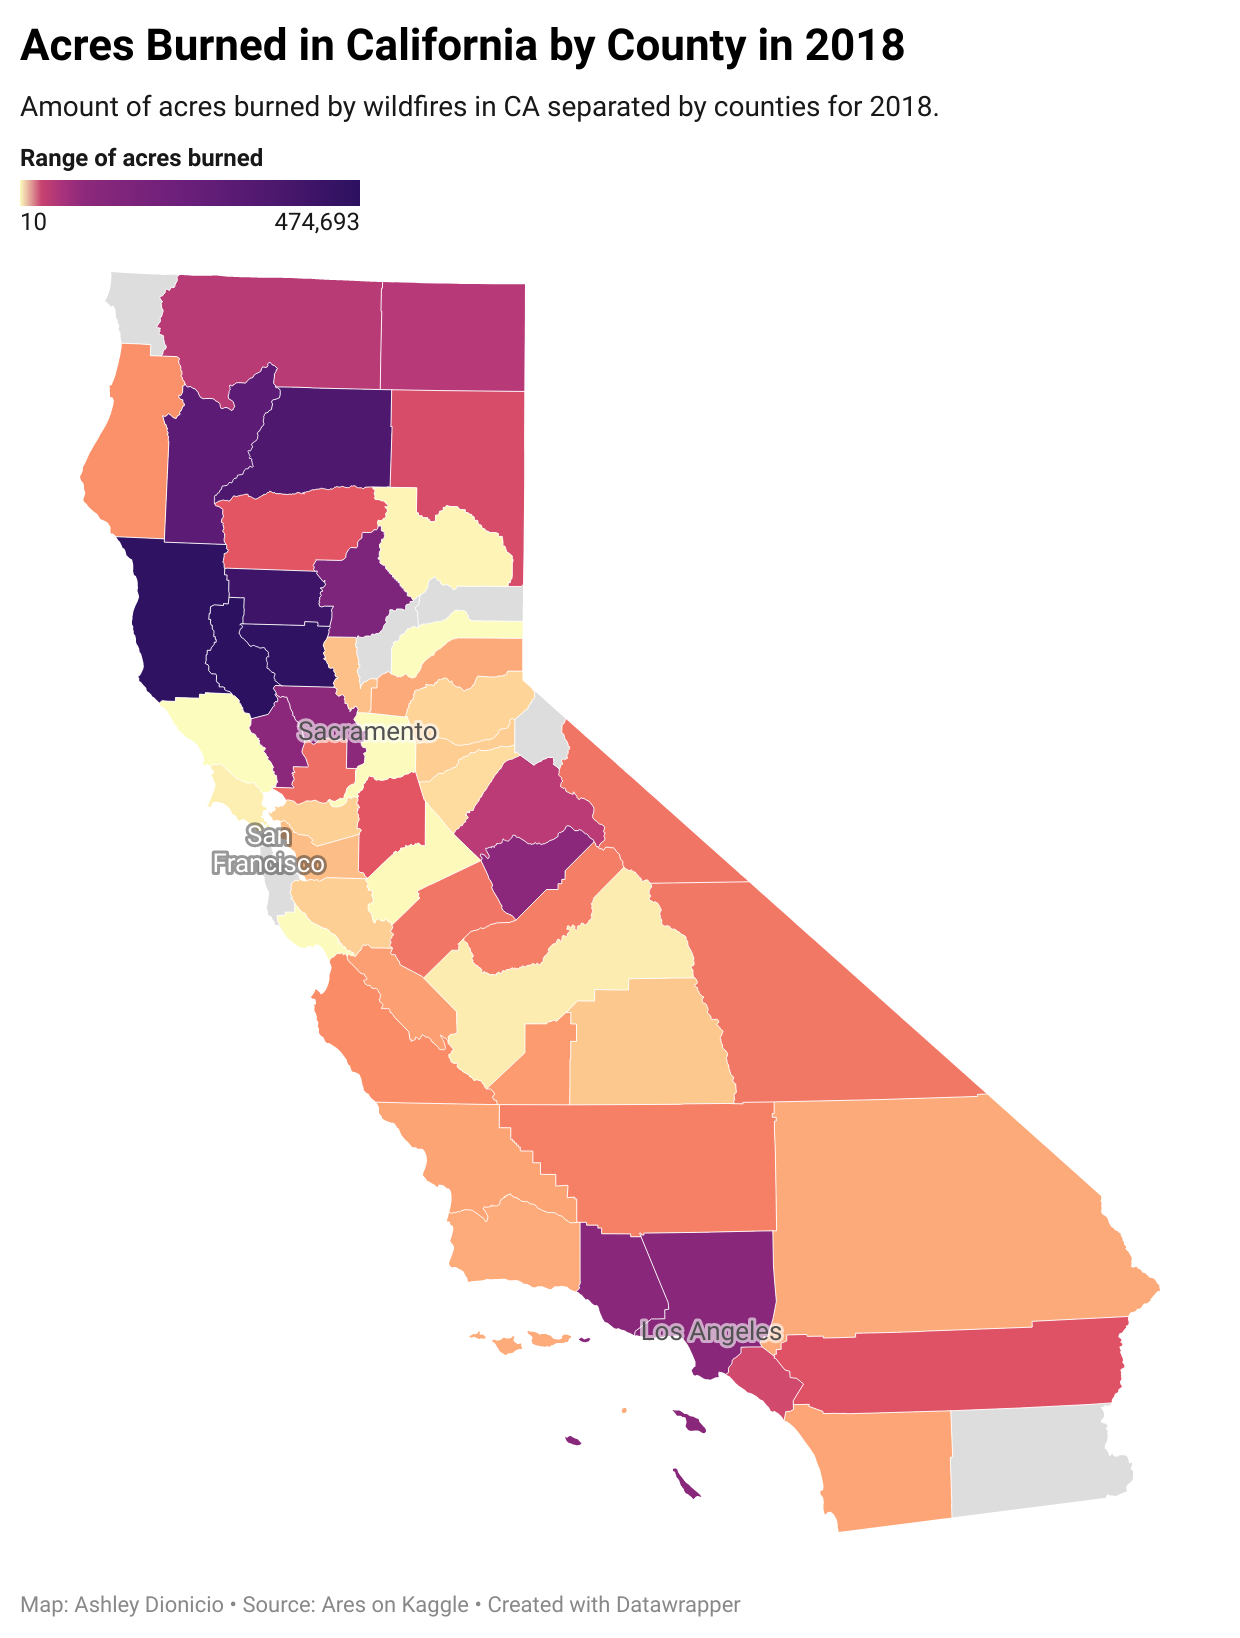 Acres Burned in California by County in 2018
Amount of acres burned by wildfires in CA separated by counties for 2018.
Range of acres burned
10 474,693
Sacramento
San
Francisco
Los Angeles
Map: Ashley Dionicio • Source: Ares on Kaggle • Created with Datawrapper